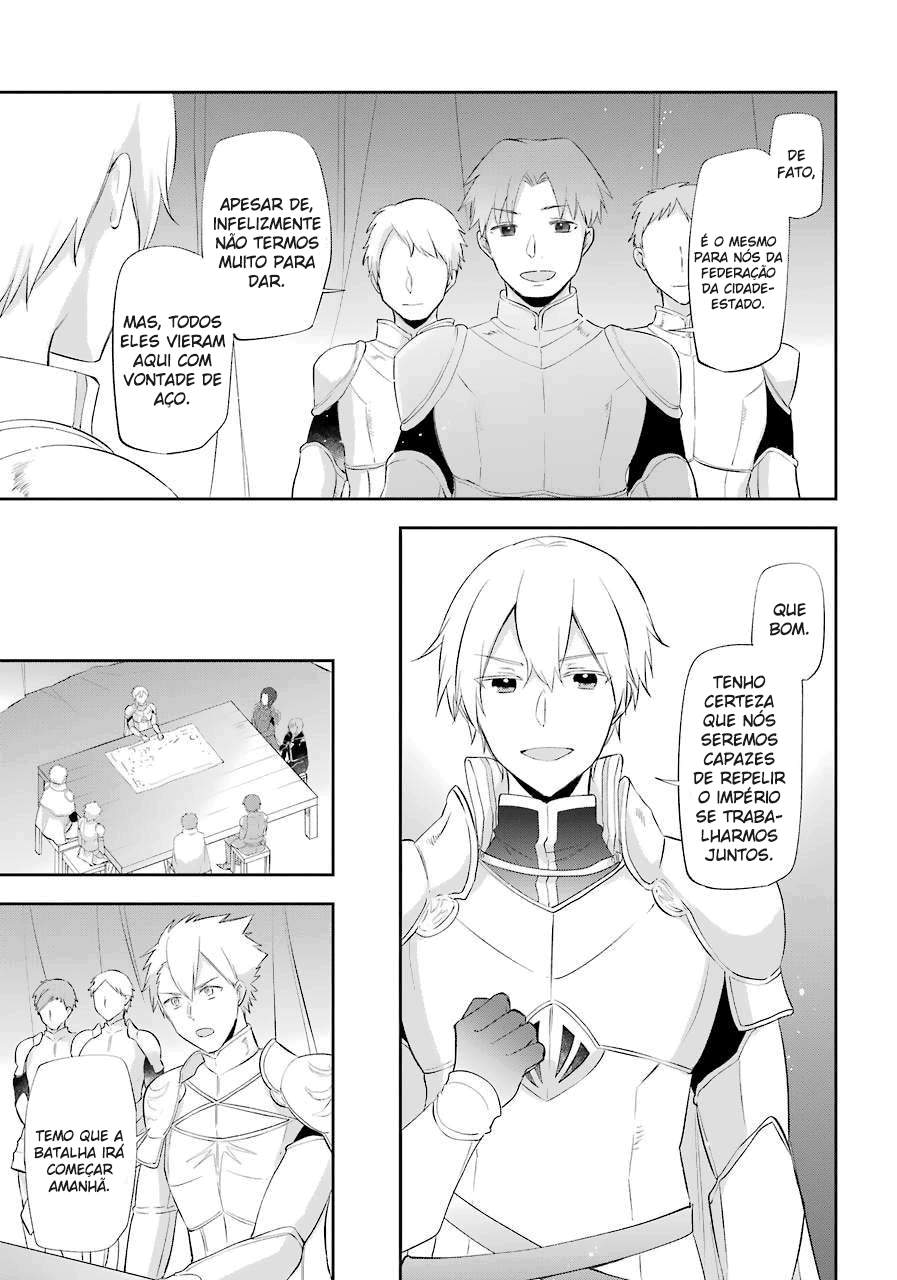 DE
FATO,
É O MESMO
PARA NÓS DA
FEDERAÇÃO
DA CIDADE-
ESTADO.
APESAR DE,
INFELIZMENTE
NÃO TERMOS
MUITO PARA
DAR.
MAS, TODOS
ELES VIERAM
AQUI COM
VONTADE DE
AÇO.
QUE
BOM.
TENHO
CERTEZA
QUE NÓS
SEREMOS
CAPAZES
DE REPELIR
O IMPÉRIO
SE TRABA-
LHARMOS
JUNTOS.
TEMO QUE A
BATALHA IRÁ
COMEÇAR
AMANHÃ.